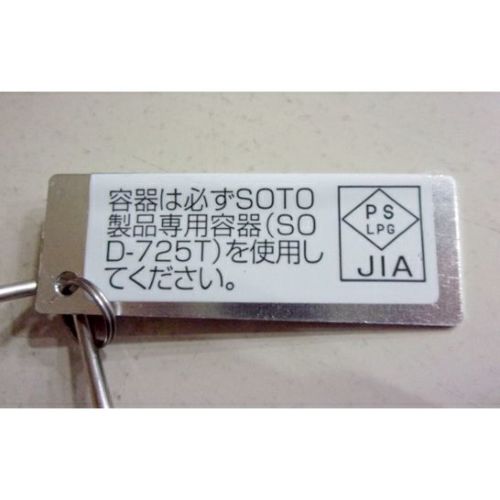 容器は必ずSOTO
製品専用容器(SO
D-725T)を使用し
てください。
PS
LPG
JIA